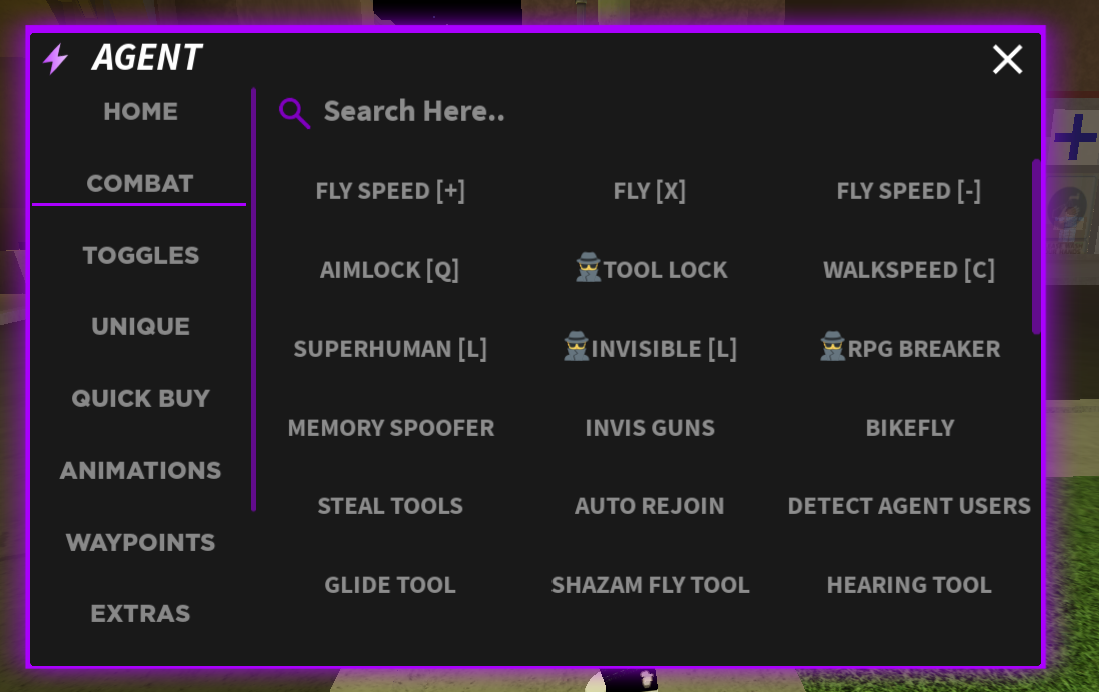 AGENT
HOME
COMBAT
TOGGLES
UNIQUE
QUICK BUY
ANIMATIONS
WAYPOINTS
EXTRAS
Search Here..
FLY SPEED [+] FLY [X] FLY SPEED [-]
AIMLOCK [Q] TOOL LOCK WALKSPEED [C]
SUPERHUMAN [L] INVISIBLE [L] RPG BREAKER
MEMORY SPOOFER INVIS GUNS BIKEFLY
STEAL TOOLS AUTO REJOIN DETECT AGENT USERS
GLIDE TOOL SHAZAM FLY TOOL HEARING TOOL